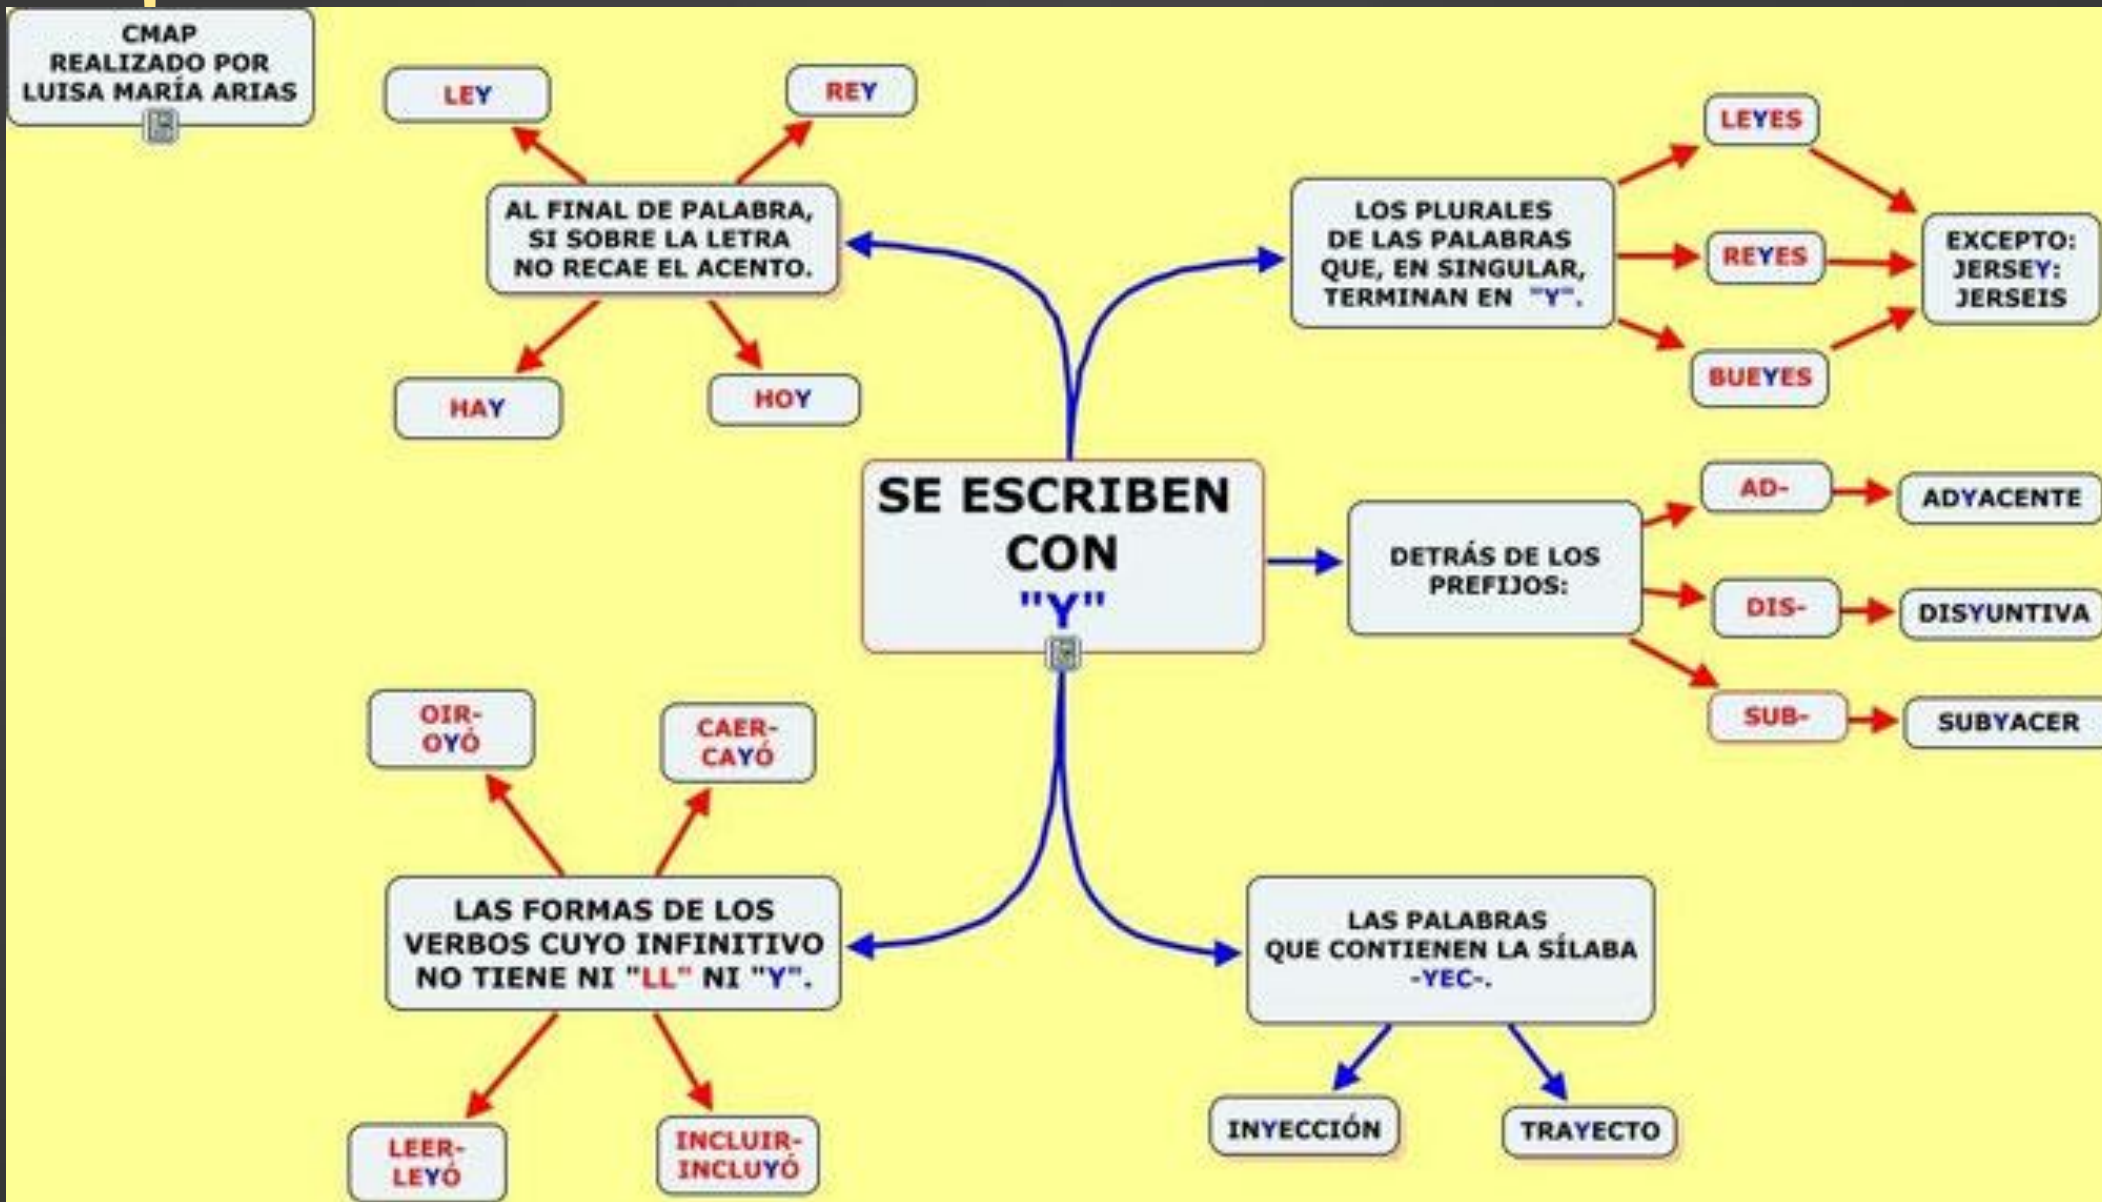 CMAP
REALIZADO POR
LUISA MARÍA ARIAS
LEY
REY
AL FINAL DE PALABRA,
SI SOBRE LA LETRA
NO RECAE EL ACENTO.
HAY
HOY
LOS PLURALES
DE LAS PALABRAS
QUE, EN SINGULAR,
TERMINAN EN "Y".
LEYES
REYES
BUEYES
EXCEPTO:
JERSEY:
JERSEIS
SE ESCRIBEN
CON
"Y"
DETRÁS DE LOS
PREFIJOS:
AD-
ADYACENTE
DIS-
DISYUNTIVA
SUB-
SUBYACER
OIR-
OYÓ
CAER-
CAYÓ
LAS FORMAS DE LOS
VERBOS CUYO INFINITIVO
NO TIENE NI "LL" NI "Y".
LEER-
LEYÓ
INCLUIR-
INCLUYÓ
LAS PALABRAS
QUE CONTIENEN LA SÍLABA
-YEC-.
INYECCIÓN
TRAYECTO